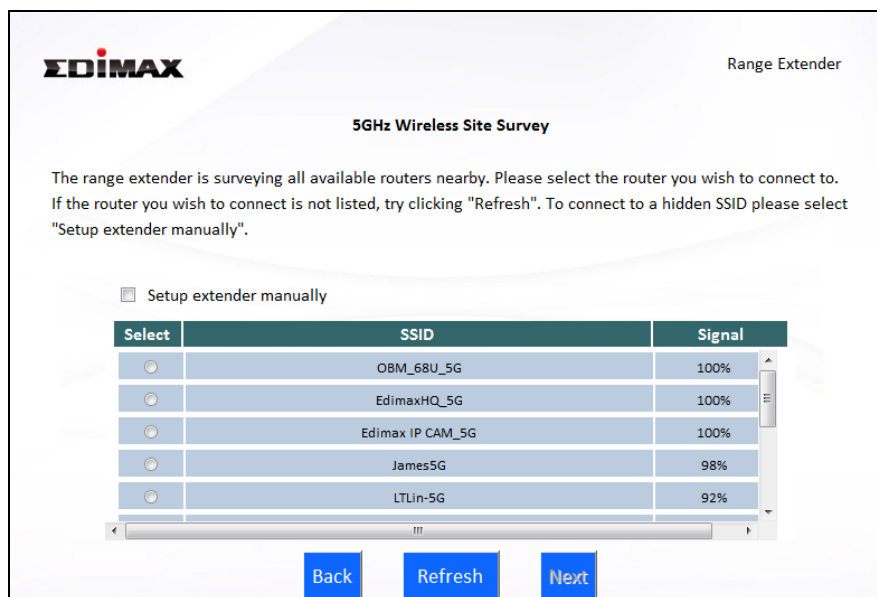 EDIMAX
Range Extender
5GHz Wireless Site Survey
The range extender is surveying all available routers nearby. Please select the router you wish to connect to.
If the router you wish to connect is not listed, try clicking "Refresh". To connect to a hidden SSID please select
"Setup extender manually".
Setup extender manually
Select SSID Signal
OBM_68U_5G 100%
EdimaxHQ_5G 100%
Edimax IP CAM_5G 100%
James5G 98%
LTLin-5G 92%
Back Refresh Next